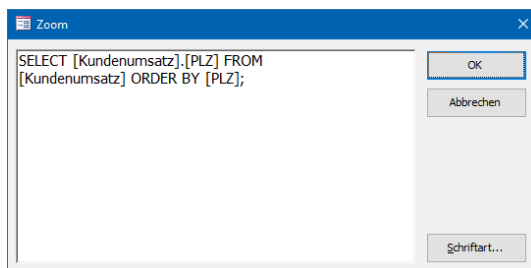 Zoom
SELECT [Kundenumsatz].[PLZ] FROM
[Kundenumsatz] ORDER BY [PLZ];
OK
Abbrechen
Schriftart...